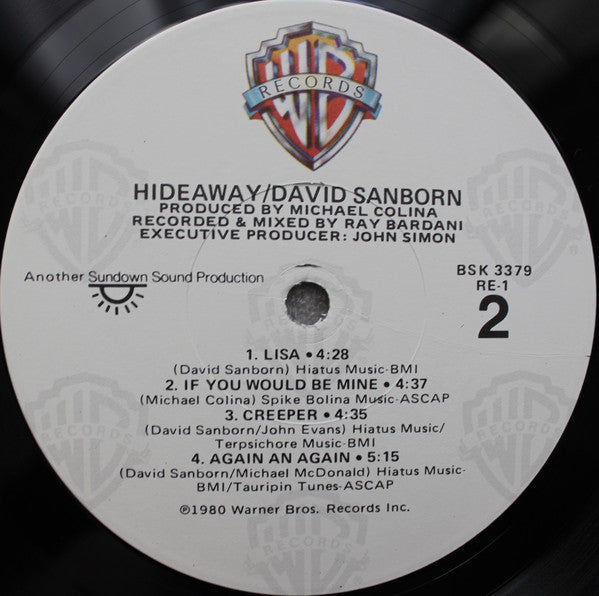 WB
RECORDS
®
HIDEAWAY/DAVID SANBORN
PRODUCED BY MICHAEL COLINA
RECORDED & MIXED BY RAY BARDANI
EXECUTIVE PRODUCER: JOHN SIMON
Another Sundown Sound Production
BSK 3379
RE-1
2
1. LISA • 4:28
(David Sanborn) Hiatus Music-BMI
2. IF YOU WOULD BE MINE • 4:37
(Michael Colina) Spike Bolina Music-ASCAP
3. CREEPER • 4:35
(David Sanborn/John Evans) Hiatus Music/
Terpsichore Music-BMI
4. AGAIN AN AGAIN • 5:15
(David Sanborn/Michael McDonald) Hiatus Music-
BMI/Tauripin Tunes-ASCAP
℗1980 Warner Bros. Records Inc.